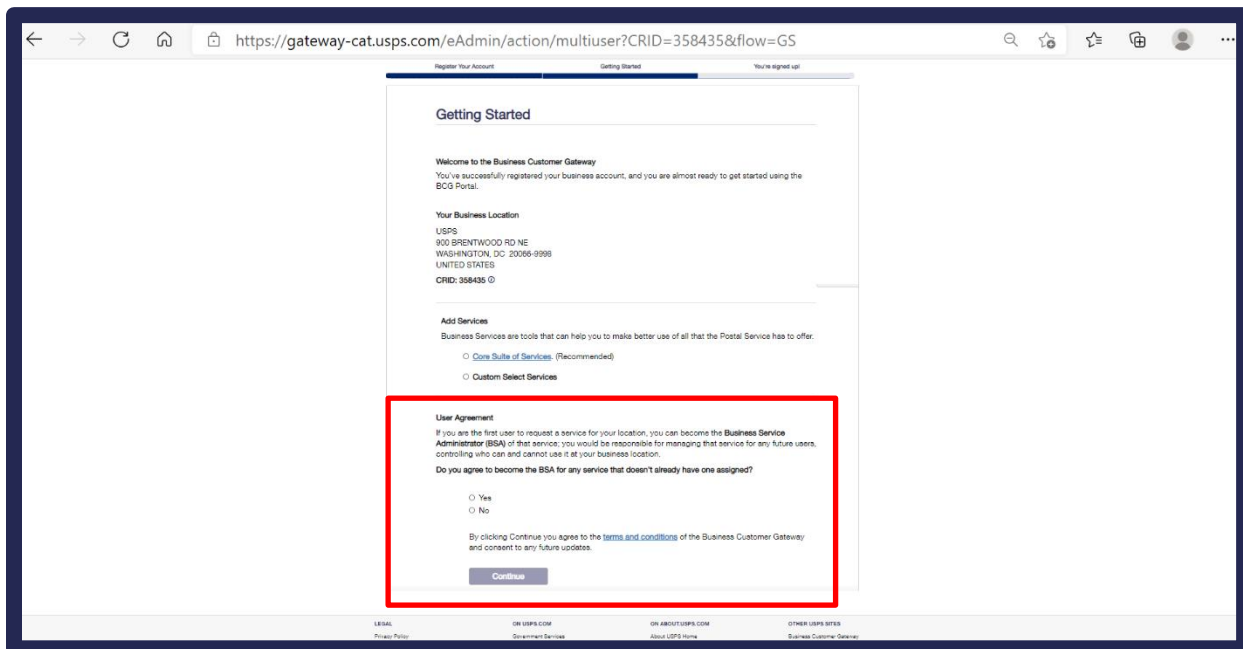 https://gateway-cat.usps.com/eAdmin/action/multiuser?CRID=358435&flow=GS
Register Your Account Getting Started You're signed up!
Getting Started
Welcome to the Business Customer Gateway
You've successfully registered your business account, and you are almost ready to get started using the
BCG Portal.
Your Business Location
USPS
900 BRENTWOOD RD NE
WASHINGTON, DC 20066-9998
UNITED STATES
CRID: 358435
Add Services
Business Services are tools that can help you to make better use of all that the Postal Service has to offer.
Core Suite of Services. (Recommended)
Custom Select Services
User Agreement
If you are the first user to request a service for your location, you can become the Business Service
Administrator (BSA) of that service; you would be responsible for managing that service for any future users,
controlling who can and cannot use it at your business location.
Do you agree to become the BSA for any service that doesn't already have one assigned?
Yes
No
By clicking Continue you agree to the terms and conditions of the Business Customer Gateway
and consent to any future updates.
Continue
LEGAL ON USPS.COM ON ABOUT.USPS.COM OTHER USPS SITES
Privacy Policy Government Services About USPS Home Business Customer Gateway